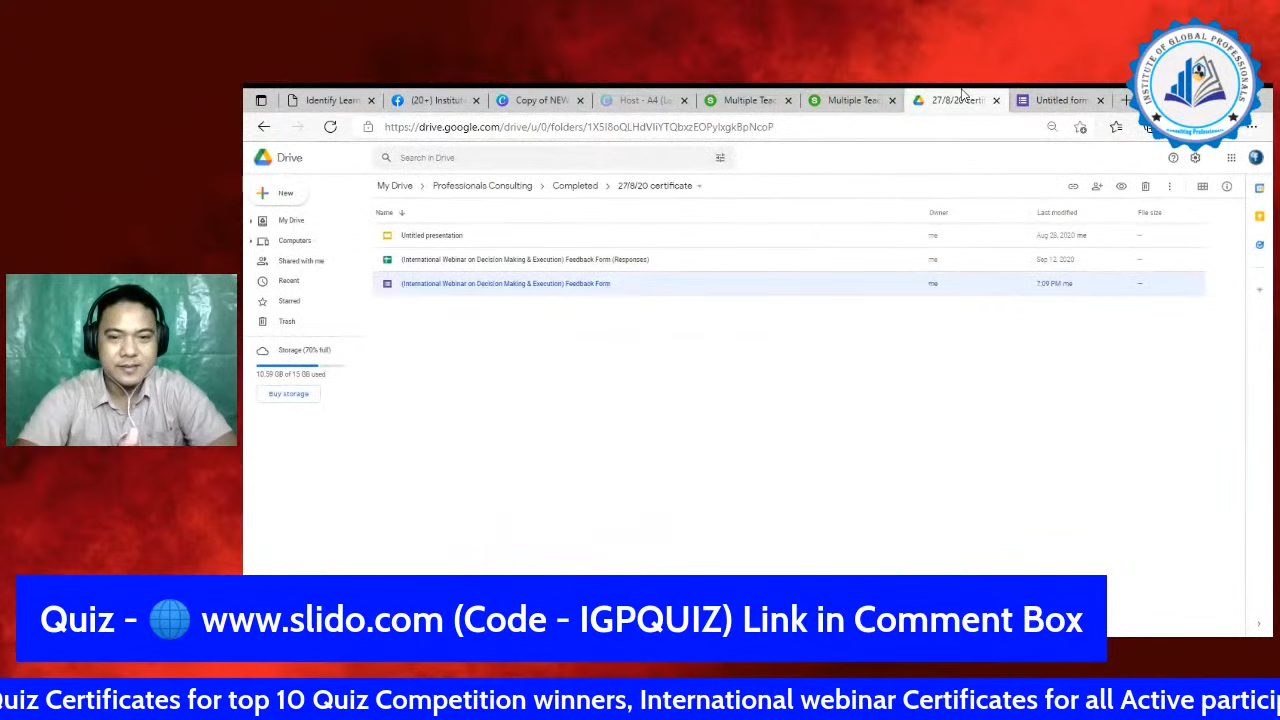 INSTITUTE OF GLOBAL PROFESSIONALS
Consulting Professionals
Identify Learn
(20+) Institut
Copy of NEW
Host - A4 (La
Multiple Teac
Multiple Teac
27/8/20 certifi
Untitled form
https://drive.google.com/drive/u/0/folders/
Drive
Search in Drive
New
My Drive
Computers
Shared with me
Recent
Starred
Trash
Storage (70% full)
10.59 GB of 15 GB used
Buy storage
My Drive > Professionals Consulting > Completed > 27/8/20 certificate
Name Owner Last modified File size
Untitled presentation me Aug 28, 2020 me —
(International Webinar on Decision Making & Execution) Feedback Form (Responses) me Sep 12, 2020 —
(International Webinar on Decision Making & Execution) Feedback Form me 7:09 PM me —
Quiz - www.slido.com (Code - IGPQUIZ) Link in Comment Box
Quiz Certificates for top 10 Quiz Competition winners, International webinar Certificates for all Active particip